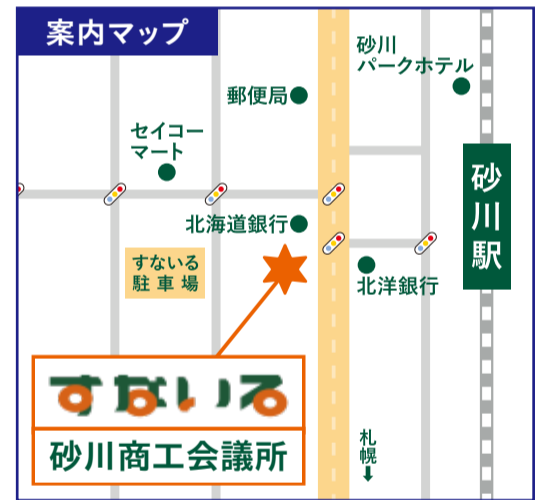 案内マップ
砂川
パークホテル
郵便局
セイコー
マート
砂川駅
北海道銀行
すないる
駐車場
北洋銀行
すないる
砂川商工会議所
札幌